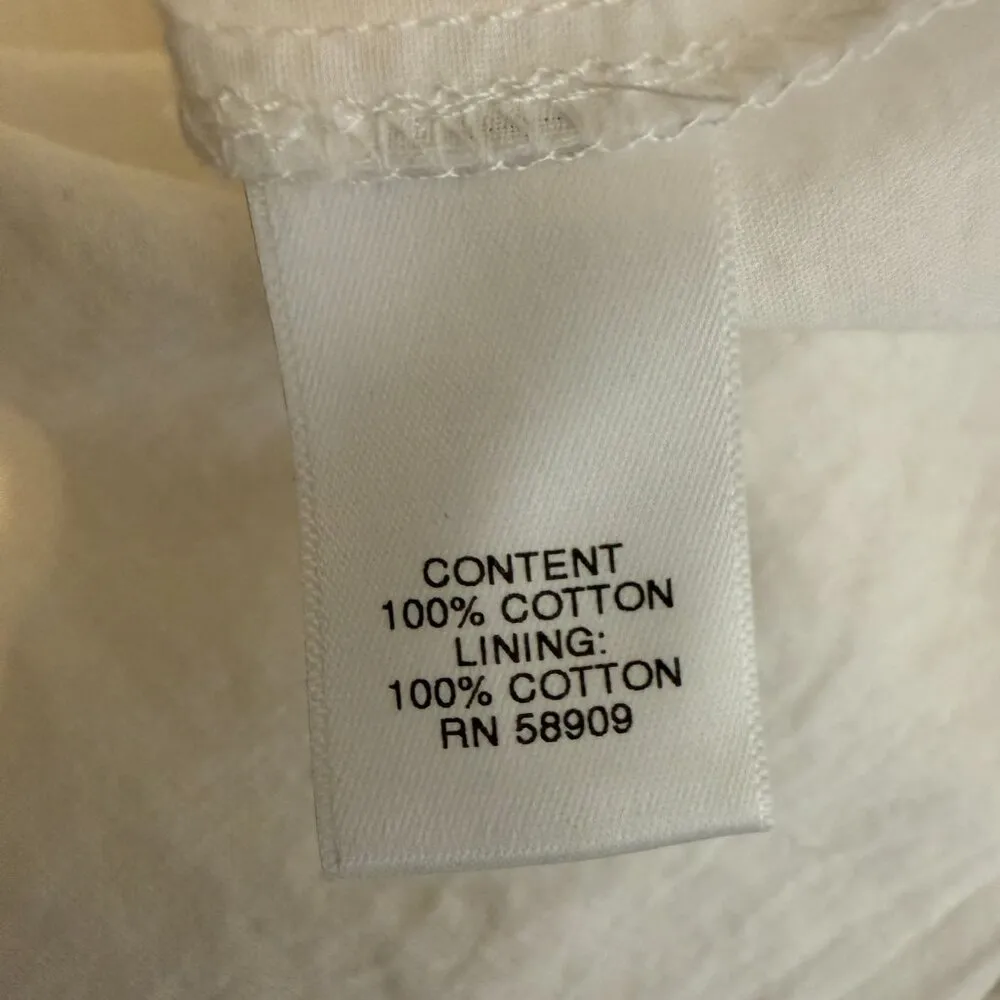 CONTENT
100% COTTON
LINING:
100% COTTON
RN 58909